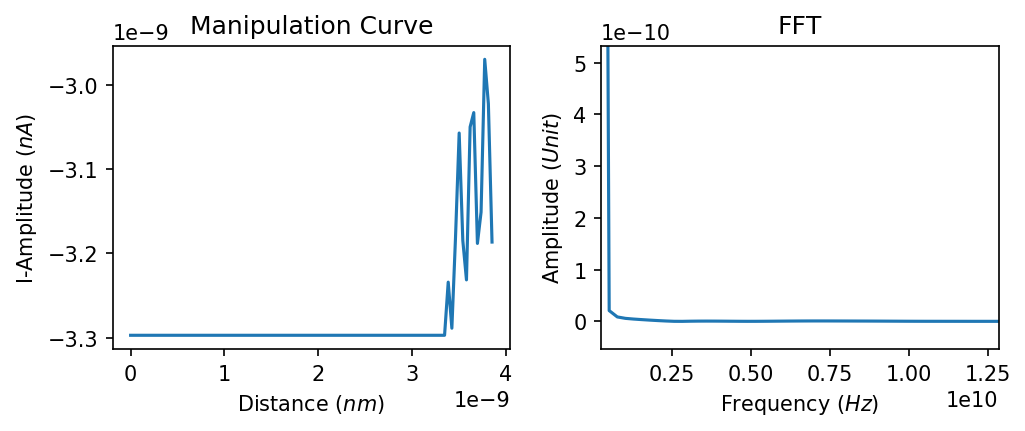 Manipulation Curve
1e−9
−3.0
−3.1
−3.2
−3.3
I-Amplitude (nA)
0 1 2 3 4
Distance (nm)
1e−9
FFT
1e−10
5
4
3
2
1
0
Amplitude (Unit)
0.25 0.50 0.75 1.00 1.25
Frequency (Hz)
1e10